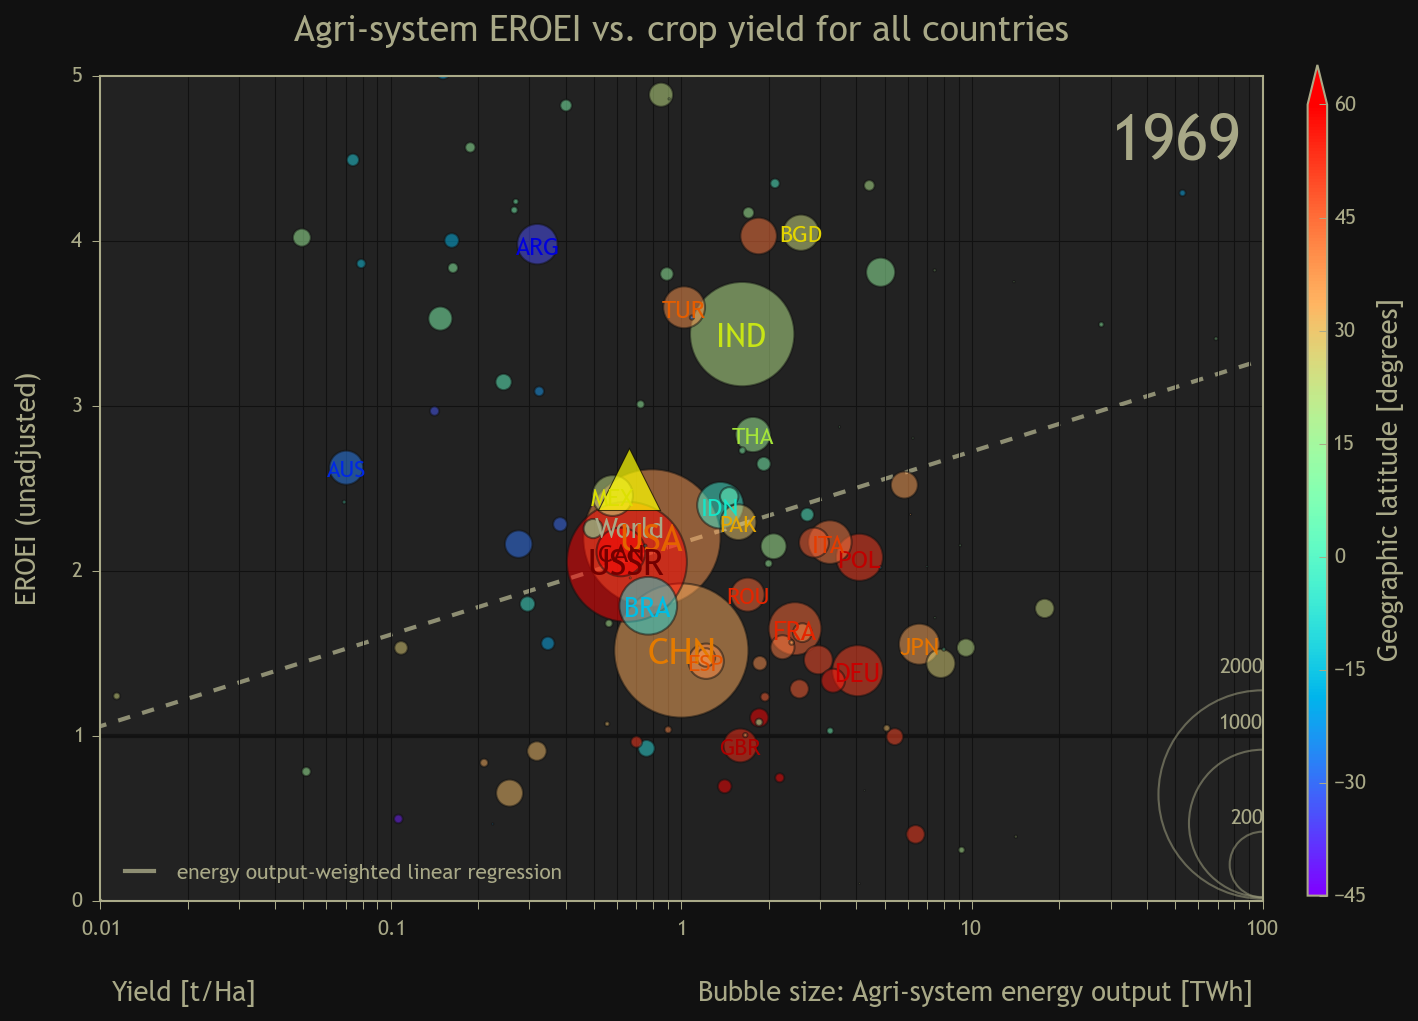 Agri-system EROEI vs. crop yield for all countries
1969
EROEI (unadjusted)
5
4
3
2
1
0
BGD
ARG
TUR
IND
THA
AUS
MEX
IDN
PAK
World
USA
CAN
USSR
ITA
POL
BRA
ROU
FRA
CHN
ESP
JPN
DEU
GBR
2000
1000
200
energy output-weighted linear regression
0.01
0.1
1
10
100
Yield [t/Ha]
Bubble size: Agri-system energy output [TWh]
60
45
30
15
0
−15
−30
−45
Geographic latitude [degrees]